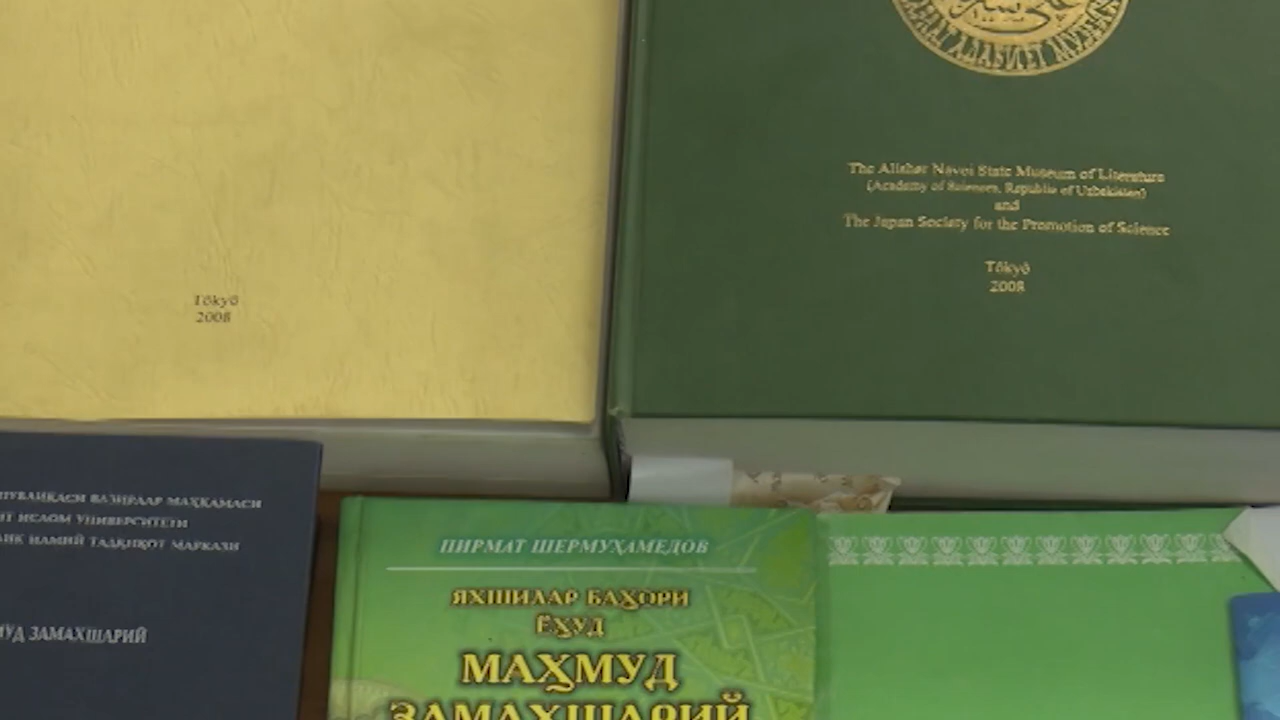 Tōkyō
2008
АДАБИЁТ
The Alisher Navoi State Museum of Literature
(Academy of Sciences, Republic of Uzbekistan)
and
The Japan Society for the Promotion of Science
Tōkyō
2008
ВАЗИРЛАР МАҲКАМАСИ
ИСЛОМ УНИВЕРСИТЕТИ
ИЛМИЙ ТАДҚИҚОТ МАРКАЗИ
ЗАМАХШАРИЙ
ПИРМАТ ШЕРМУҲАМЕДОВ
ЯХШИЛАР БАҲОРИ
ЁХУД
МАҲМУД
ЗАМАХШАРИЙ